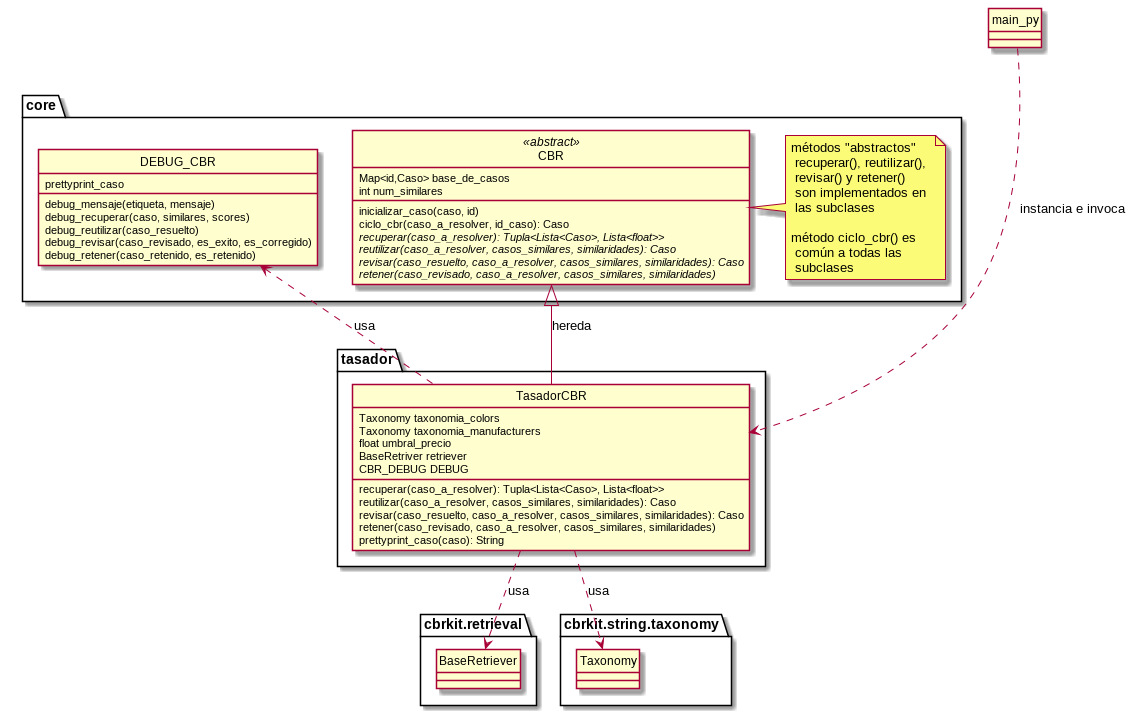 main_py
core
DEBUG_CBR
prettyprint_caso
debug_mensaje(etiqueta, mensaje)
debug_recuperar(caso, similares, scores)
debug_reutilizar(caso_resuelto)
debug_revisar(caso_revisado, es_exito, es_corregido)
debug_retener(caso_retenido, es_retenido)
«abstract»
CBR
Map<id,Caso> base_de_casos
int num_similares
inicializar_caso(caso, id)
ciclo_cbr(caso_a_resolver, id_caso): Caso
recuperar(caso_a_resolver): Tupla<Lista<Caso>, Lista<float>>
reutilizar(caso_a_resolver, casos_similares, similaridades): Caso
revisar(caso_resuelto, caso_a_resolver, casos_similares, similaridades): Caso
retener(caso_revisado, caso_a_resolver, casos_similares, similaridades)
métodos "abstractos"
recuperar(), reutilizar(),
revisar() y retener()
son implementados en
las subclases
método ciclo_cbr() es
común a todas las
subclases
instancia e invoca
usa
hereda
tasador
TasadorCBR
Taxonomy taxonomia_colors
Taxonomy taxonomia_manufacturers
float umbral_precio
BaseRetriver retriever
CBR_DEBUG DEBUG
recuperar(caso_a_resolver): Tupla<Lista<Caso>, Lista<float>>
reutilizar(caso_a_resolver, casos_similares, similaridades): Caso
revisar(caso_resuelto, caso_a_resolver, casos_similares, similaridades): Caso
retener(caso_revisado, caso_a_resolver, casos_similares, similaridades)
prettyprint_caso(caso): String
usa
usa
cbrkit.retrieval
BaseRetriever
cbrkit.string.taxonomy
Taxonomy